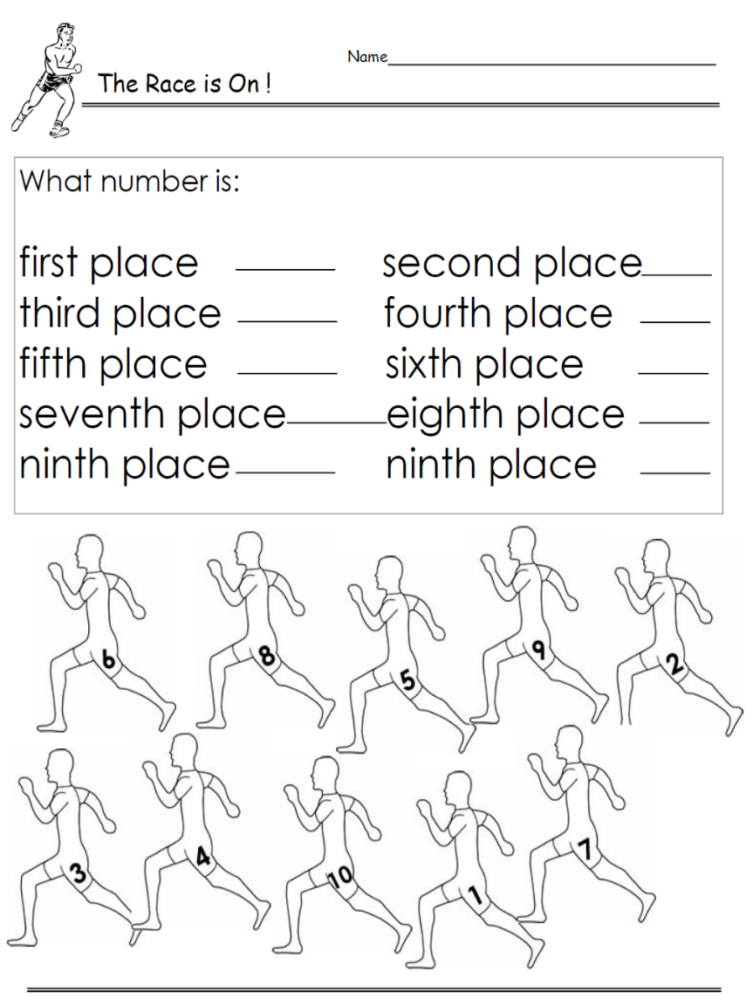 Name
The Race is On !
What number is:
first place second place
third place fourth place
fifth place sixth place
seventh place eighth place
ninth place ninth place
6 8 5 9 2
3 4 10 1 7